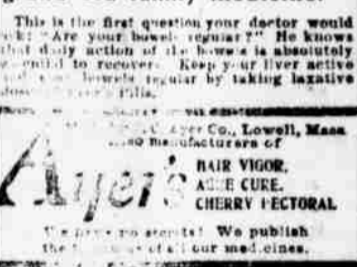 This is the first question your doctor would
"Are your bowels regular?" He knows
that daily action of the bowels is absolutely
to recover. Keep your liver active
bowels regular by taking laxative
Pills.
Ayer Co., Lowell, Mass
manufacturers of
Ayer's
HAIR VIGOR.
AGUE CURE.
CHERRY PECTORAL.
We have no secrets! We publish
the of all our medicines.